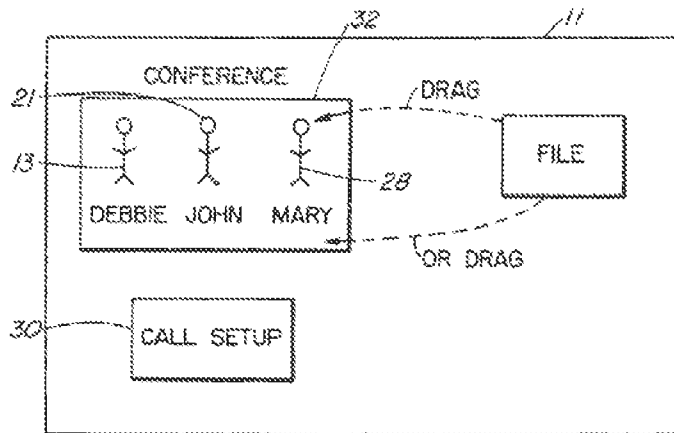 11
32
CONFERENCE
21
DRAG
FILE
13
28
DEBBIE JOHN MARY
OR DRAG
30
CALL SETUP